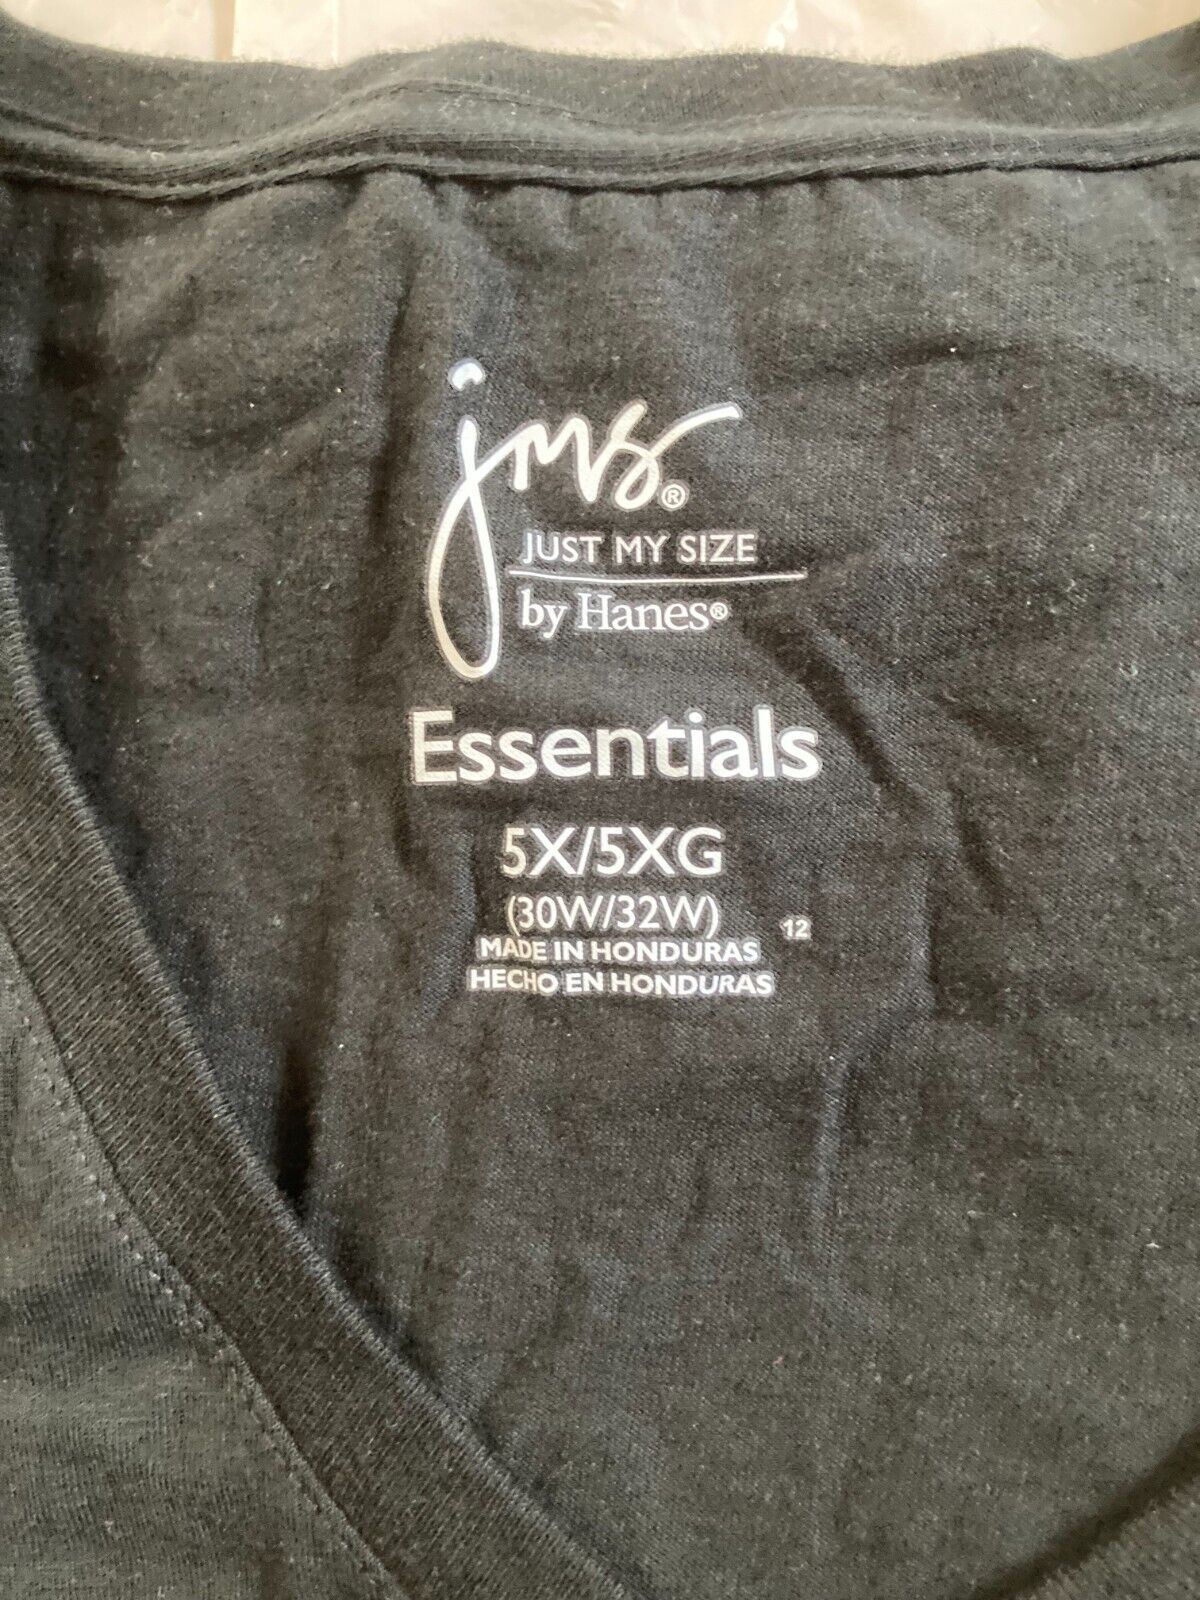 jms®
JUST MY SIZE
by Hanes®
Essentials
5X/5XG
(30W/32W)
MADE IN HONDURAS 12
HECHO EN HONDURAS